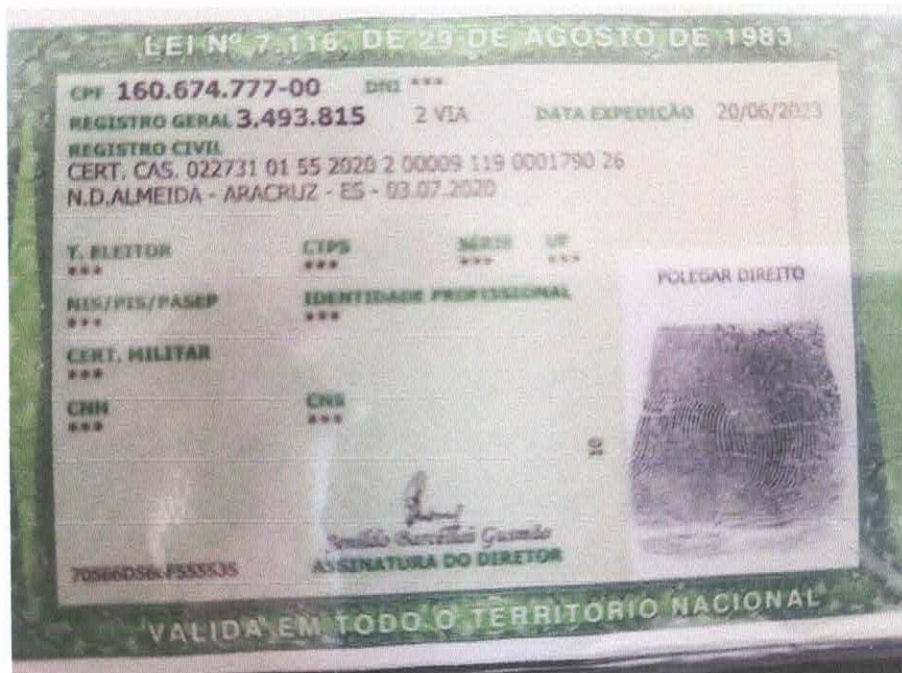 LEI Nº 7.116, DE 29 DE AGOSTO DE 1983
CPF 160.674.777-00 DNI ***
REGISTRO GERAL 3.493.815 2 VIA DATA EXPEDIÇÃO 20/06/2023
REGISTRO CIVIL
CERT. CAS. 022731 01 55 2020 2 00009 119 0001790 26
N.D.ALMEIDA - ARACRUZ - ES - 03.07.2020
T. ELEITOR CTPS SÉRIE UF
*** *** *** ***
POLEGAR DIREITO
NIS/PIS/PASEP IDENTIDADE PROFISSIONAL
*** ***
CERT. MILITAR
***
CNH CNS
*** ***
10
Guzmão
ASSINATURA DO DIRETOR
VALIDA EM TODO O TERRITORIO NACIONAL